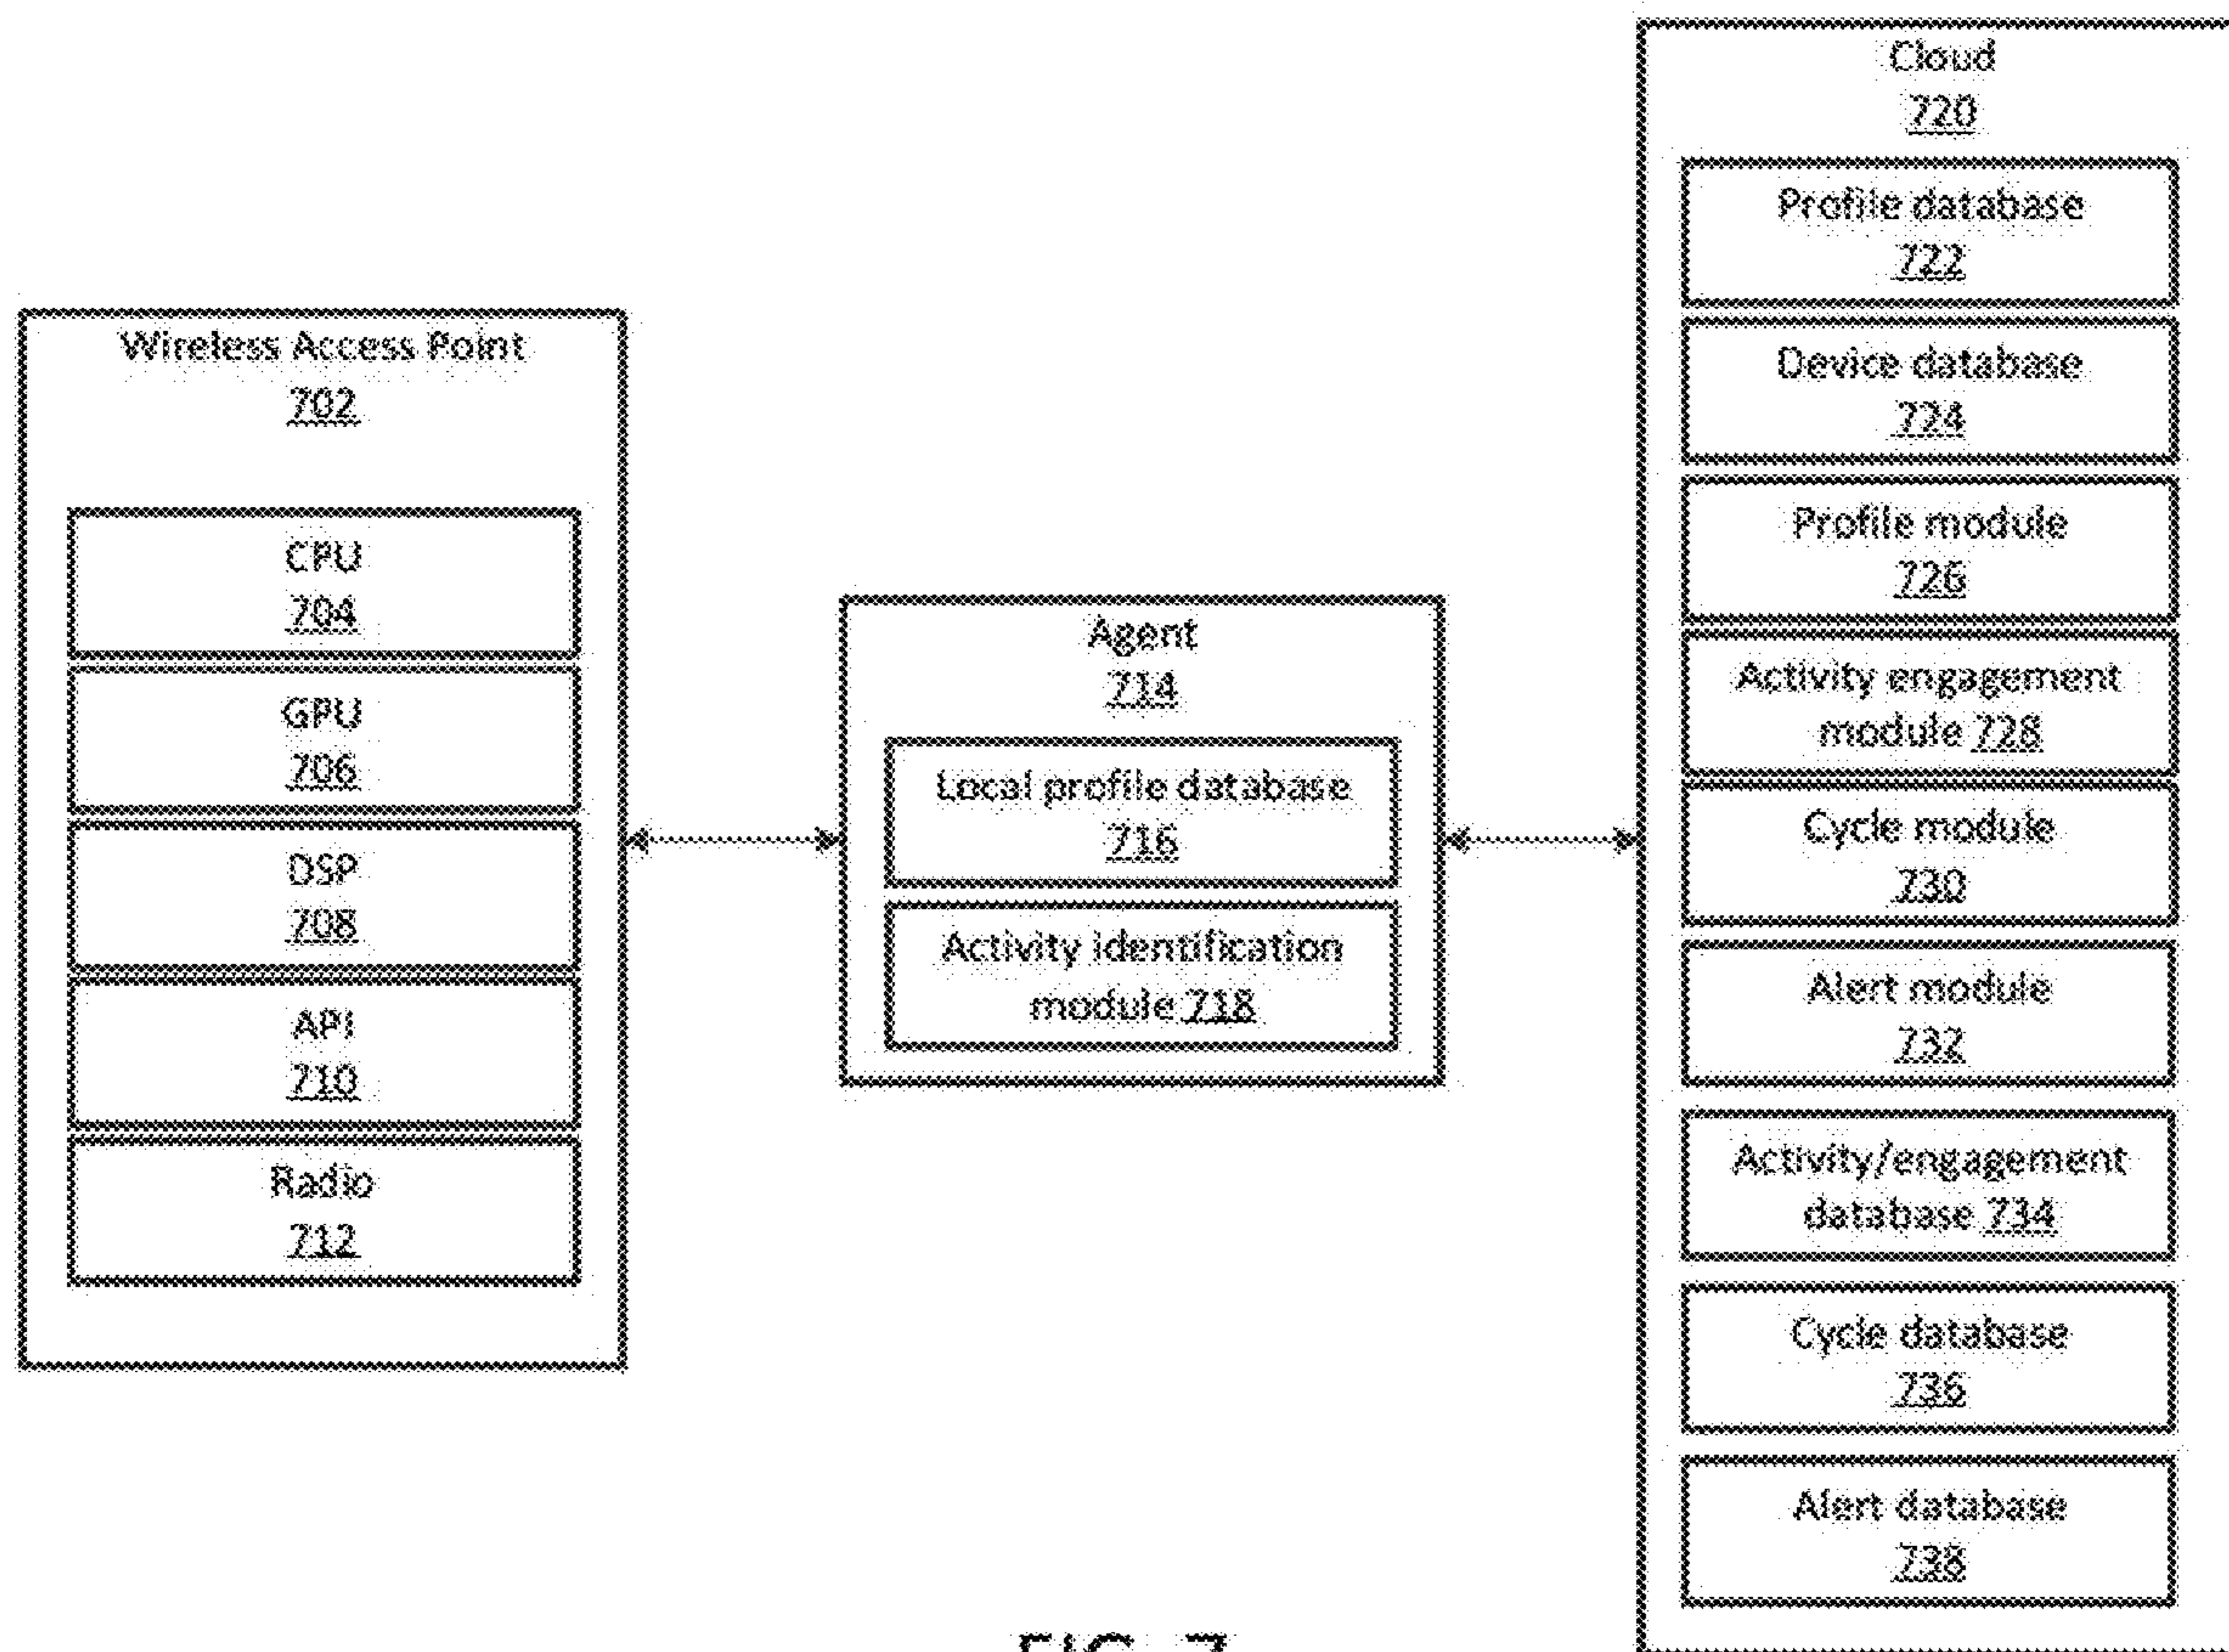 Wireless Access Point
702
CPU
704
GPU
706
DSP
708
API
710
Radio
712
Agent
714
Local profile database
716
Activity identification
module 718
Cloud
720
Profile database
722
Device database
724
Profile module
726
Activity engagement
module 728
Cycle module
730
Alert module
732
Activity/engagement
database 734
Cycle database
736
Alert database
738
FIG. 7